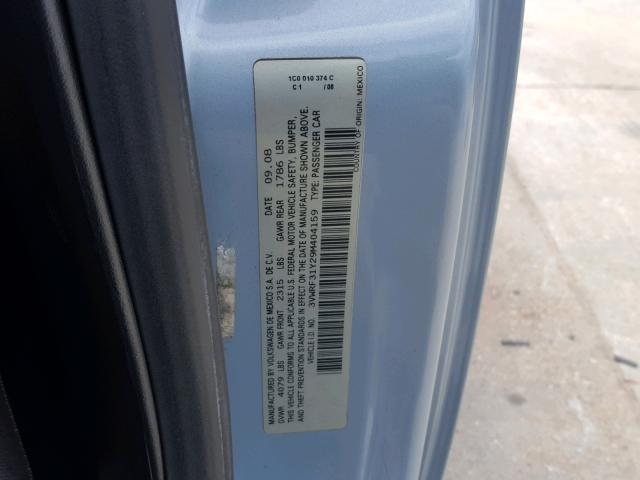 1C0 010 374 C
C 1 /08
MANUFACTURED BY VOLKSWAGEN DE MEXICO S.A. DE C.V. DATE 09.08
GVWR 4079 LBS GAWR FRONT 2315 LBS GAWR REAR 1786 LBS
THIS VEHICLE CONFORMS TO ALL APPLICABLE U.S. FEDERAL MOTOR VEHICLE SAFETY, BUMPER,
AND THEFT PREVENTION STANDARDS IN EFFECT ON THE DATE OF MANUFACTURE SHOWN ABOVE.
VEHICLE I.D. NO. 3VWRF31Y29M404159 TYPE: PASSENGER CAR
COUNTRY OF ORIGIN: MEXICO